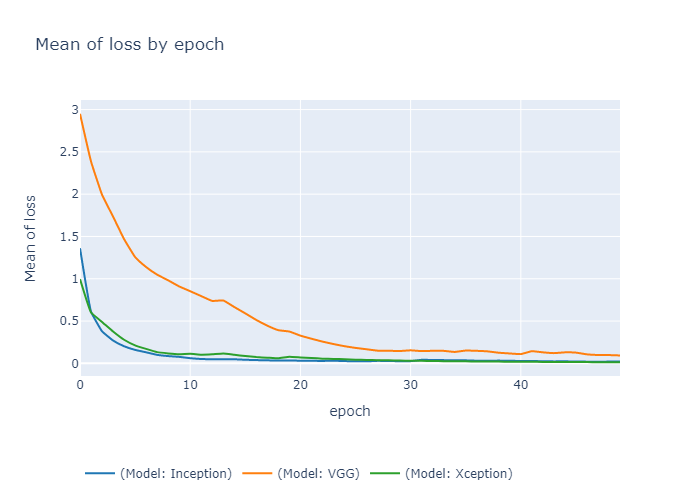 Mean of loss by epoch
3
2.5
2
1.5
1
0.5
0
Mean of loss
0 10 20 30 40
epoch
(Model: Inception) (Model: VGG) (Model: Xception)